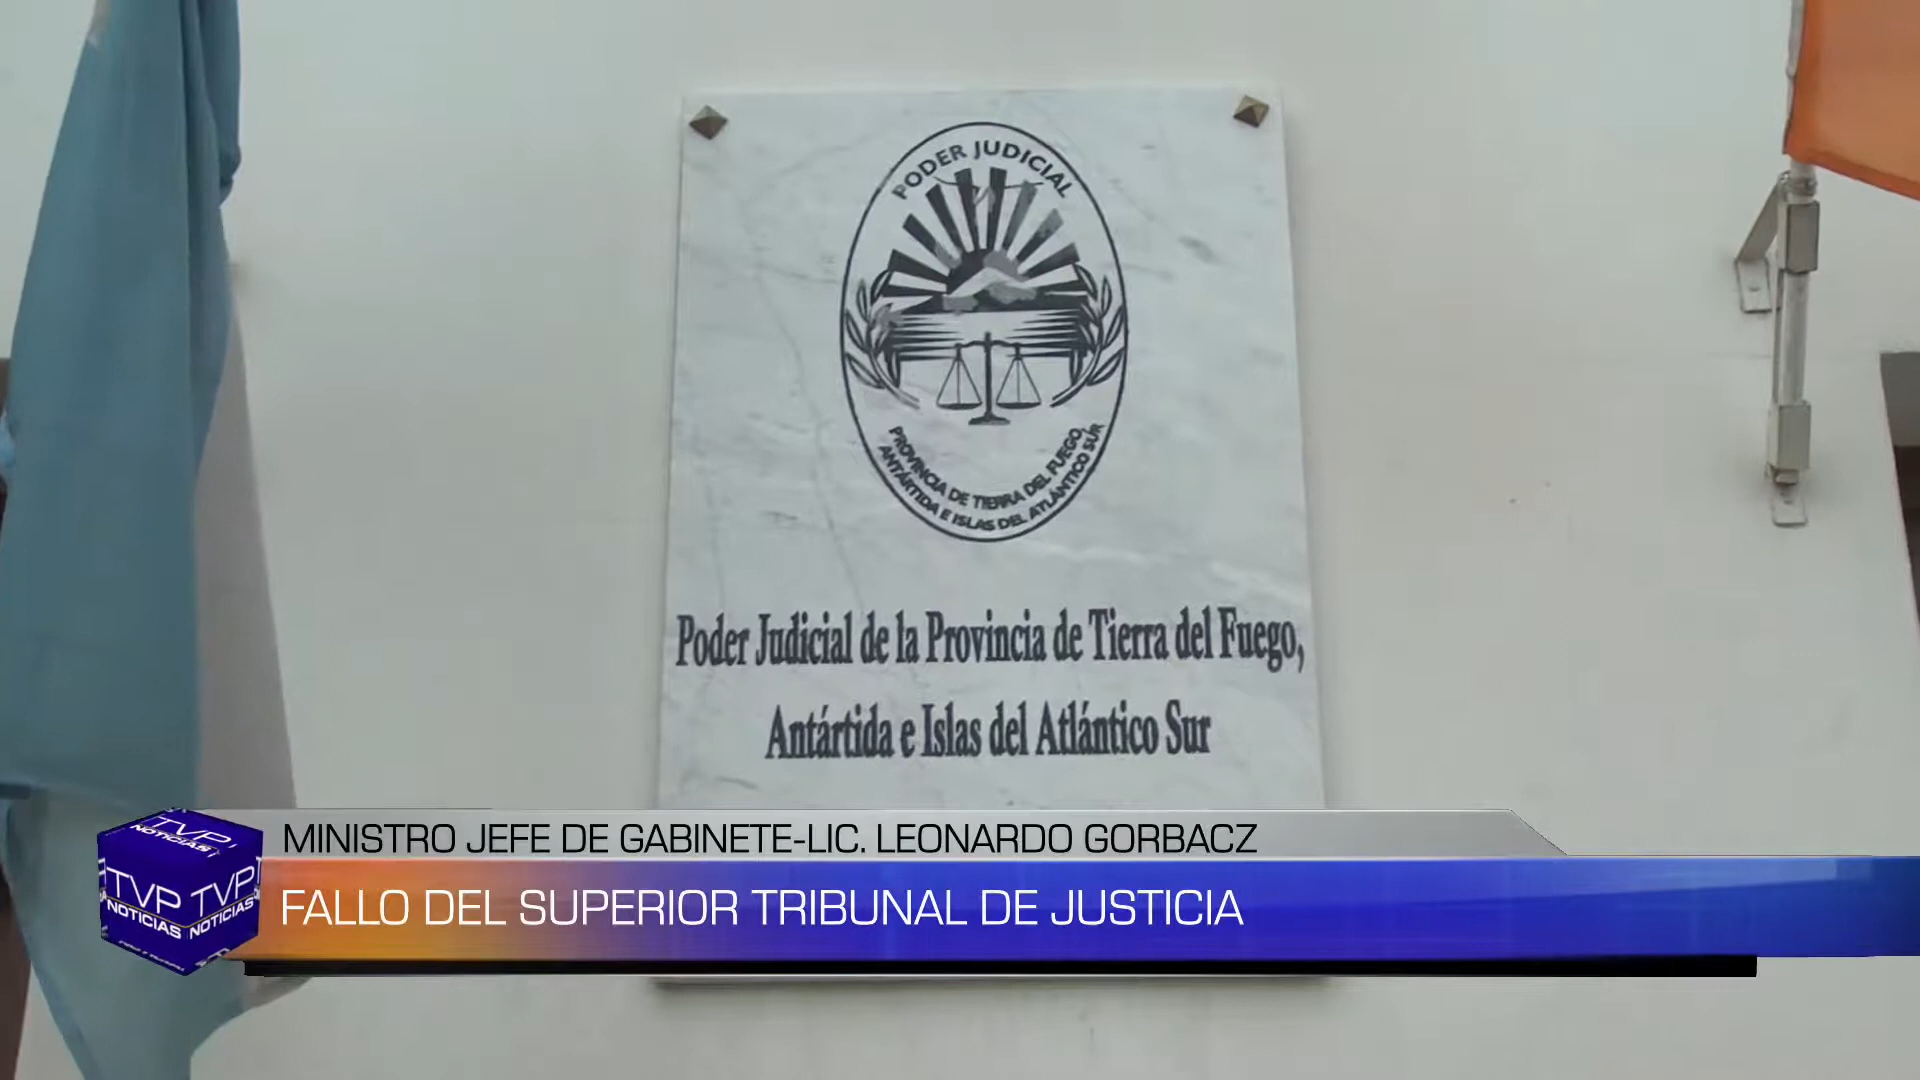 PODER JUDICIAL
PROVINCIA DE TIERRA DEL FUEGO,
ANTÁRTIDA E ISLAS DEL ATLÁNTICO SUR
Poder Judicial de la Provincia de Tierra del Fuego,
Antártida e Islas del Atlántico Sur
TVP
NOTICIAS
TVP
NOTICIAS
TVP
NOTICIAS
MINISTRO JEFE DE GABINETE-LIC. LEONARDO GORBACZ
FALLO DEL SUPERIOR TRIBUNAL DE JUSTICIA